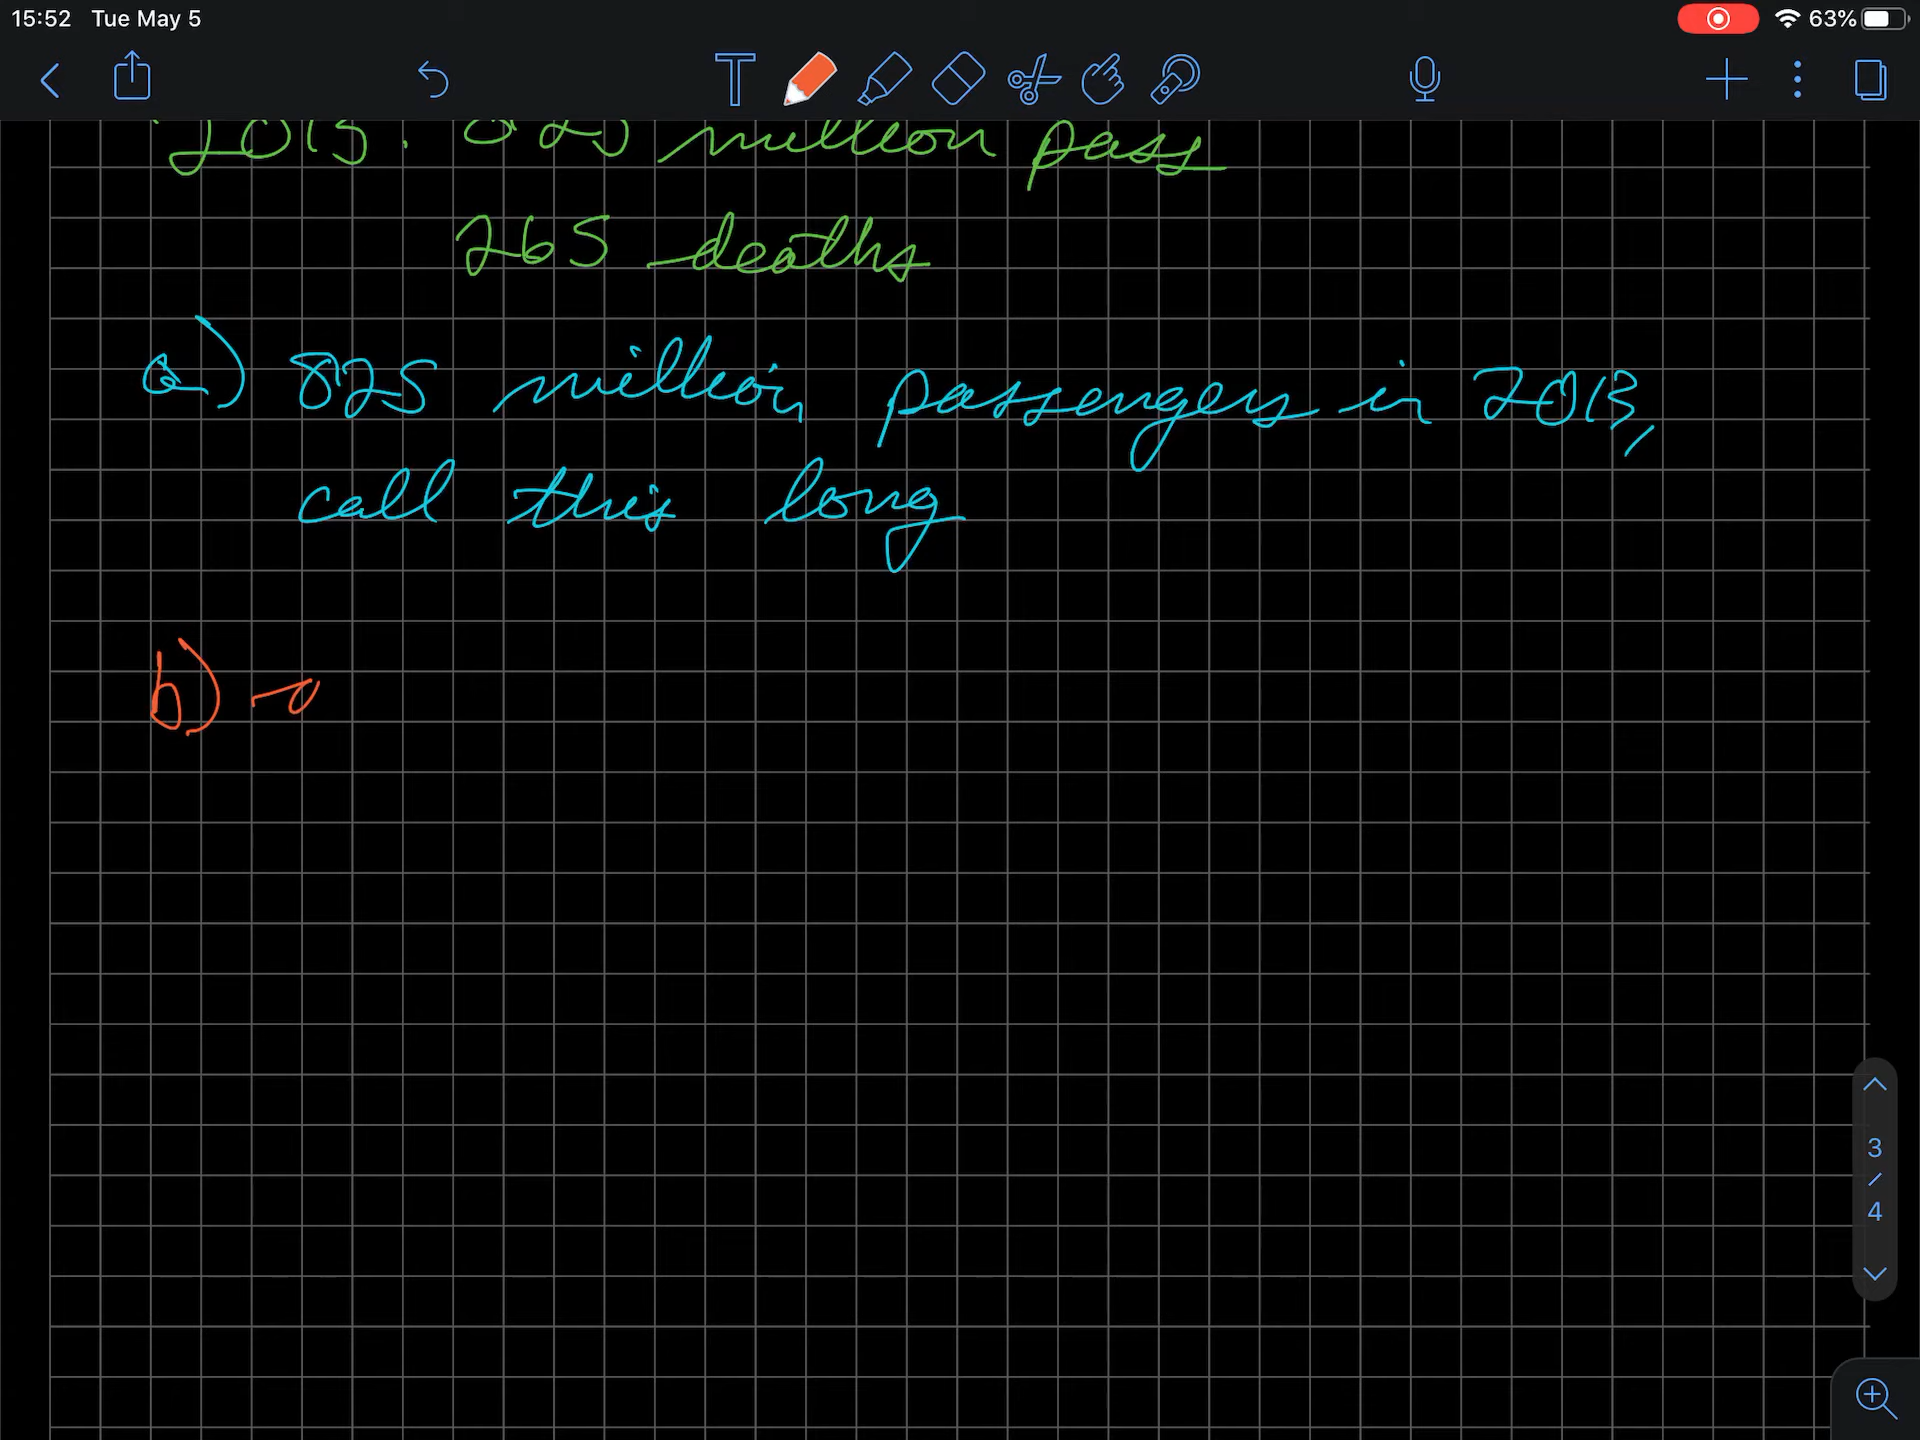 15:52 Tue May 5 63%
T
2013: 825 million pass
265 deaths
a) 825 million passengers in 2013,
call this long
b)
3
/
4